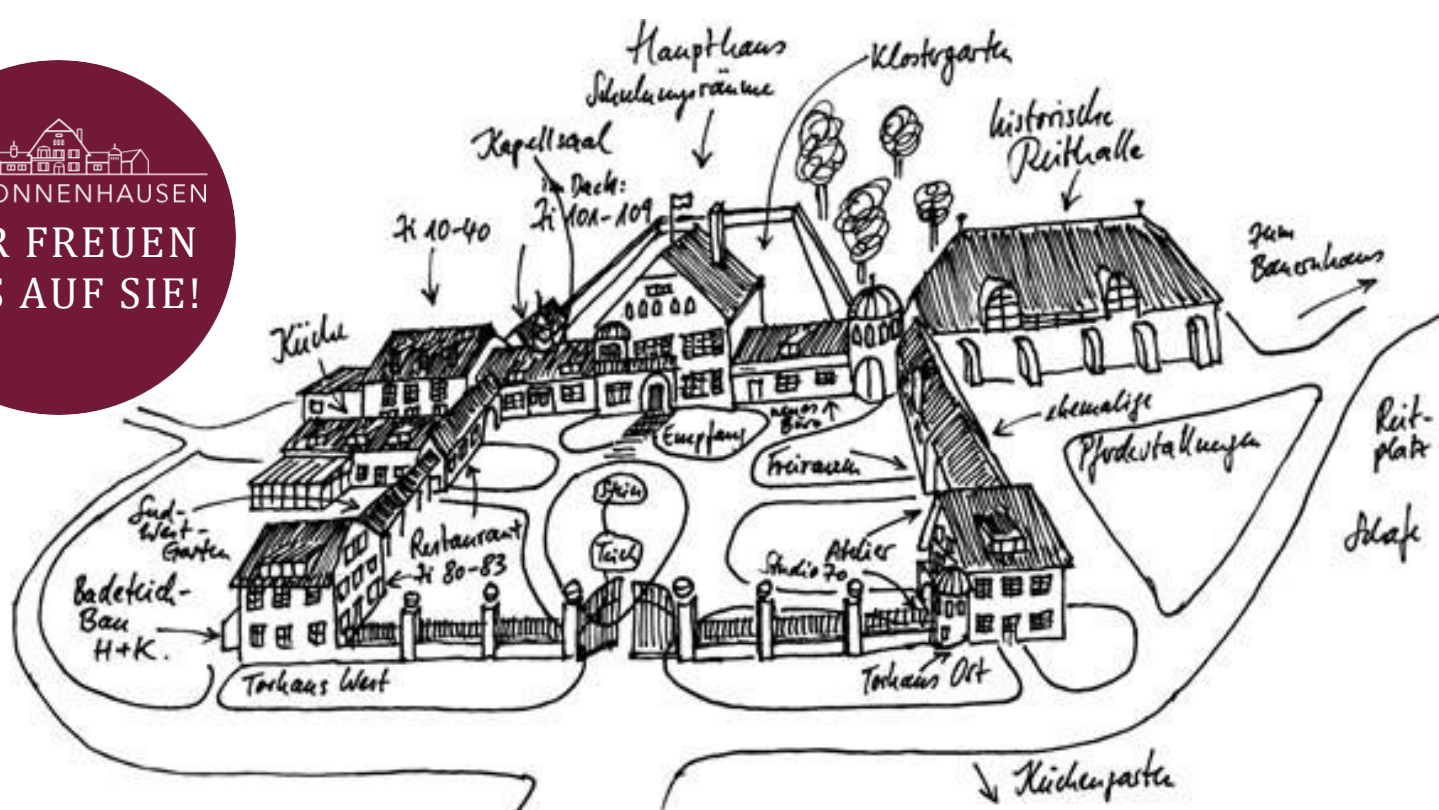 ONNENHAUSEN
R FREUEN
S AUF SIE!
Haupthaus
Schulungsräume
Klostergarten
historische
Reithalle
Kapellsaal
im Dach:
Zi 101-109
Zi 10-40
Küche
zum
Bauernhaus
Empfang
neues
Büro
Freiraum
ehemalige
Pferdestallungen
Reit-
platz
Schafe
Stein
Teich
Süd-
West-
Garten
Restaurant
Zi 80-83
Atelier
Studio 70
Badeteich-
Bau
H+K.
Torhaus West
Torhaus Ost
Küchengarten